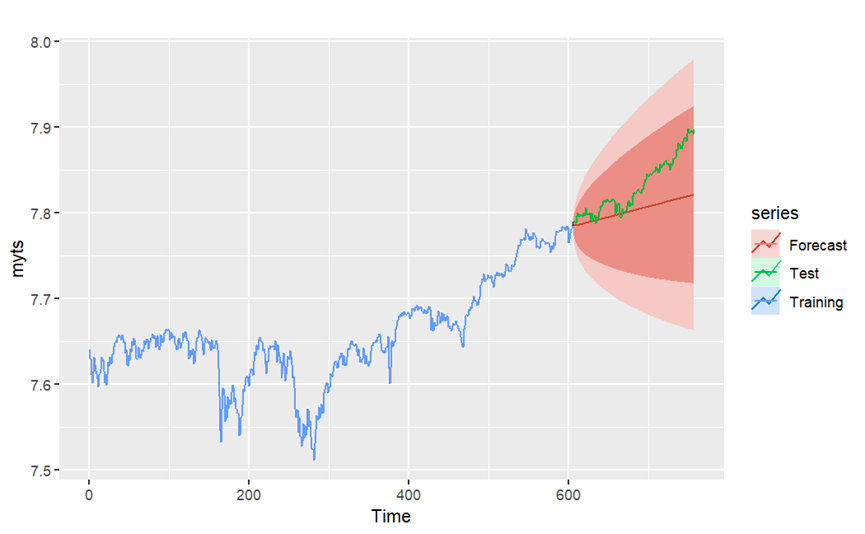 8.0
7.9
7.8
7.7
7.6
7.5
myts
0 200 400 600
Time
series
Forecast
Test
Training